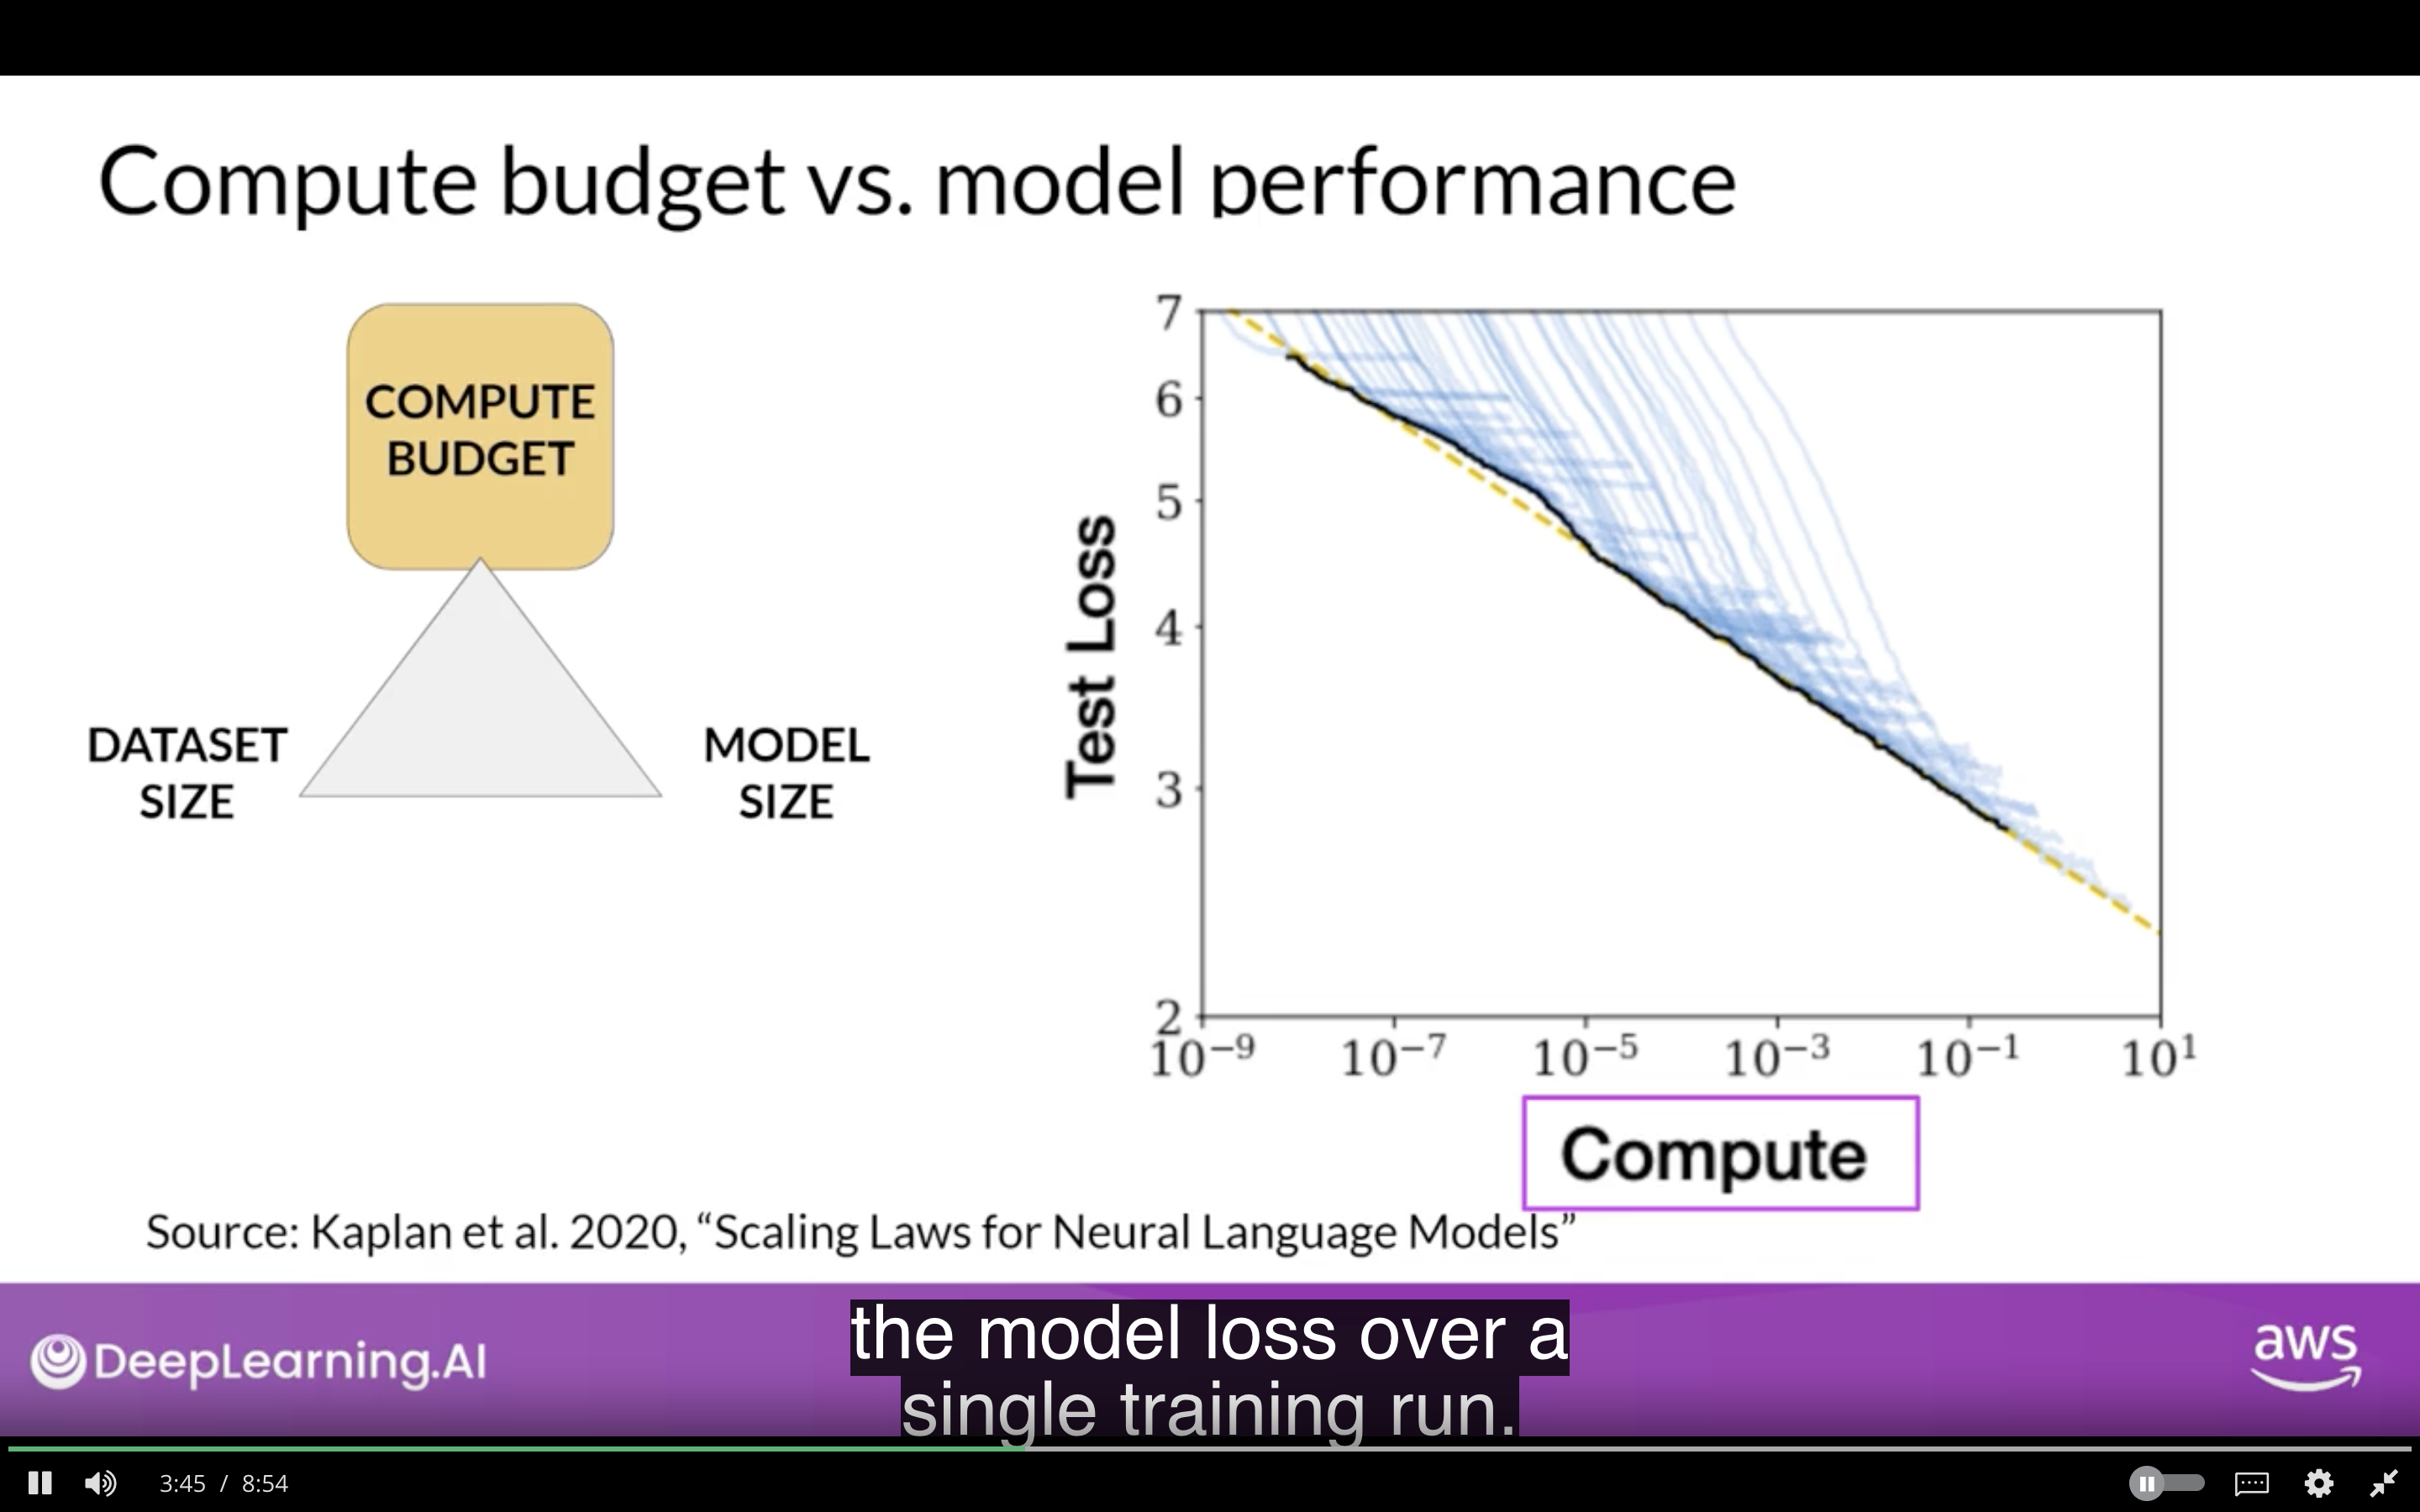 Compute budget vs. model performance
COMPUTE
BUDGET
DATASET
SIZE
MODEL
SIZE
Test Loss
7
6
5
4
3
2
10⁻⁹
10⁻⁷
10⁻⁵
10⁻³
10⁻¹
10¹
Compute
Source: Kaplan et al. 2020, “Scaling Laws for Neural Language Models”
DeepLearning.AI
the model loss over a
single training run.
aws
3:45 / 8:54